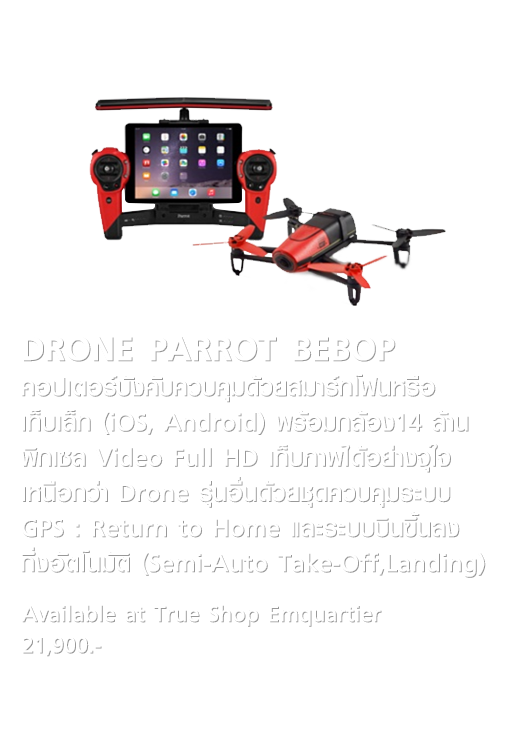 DRONE PARROT BEBOP
คอปเตอร์บังคับควบคุมด้วยสมาร์ทโฟนหรือ
แท็บเล็ท (iOS, Android) พร้อมกล้อง14 ล้าน
พิกเซล Video Full HD เก็บภาพได้อย่างจุใจ
เหนือกว่า Drone รุ่นอื่นด้วยชุดควบคุมระบบ
GPS : Return to Home และระบบบินขึ้นลง
กึ่งอัตโนมัติ (Semi-Auto Take-Off,Landing)
Available at True Shop Emquartier
21,900.-